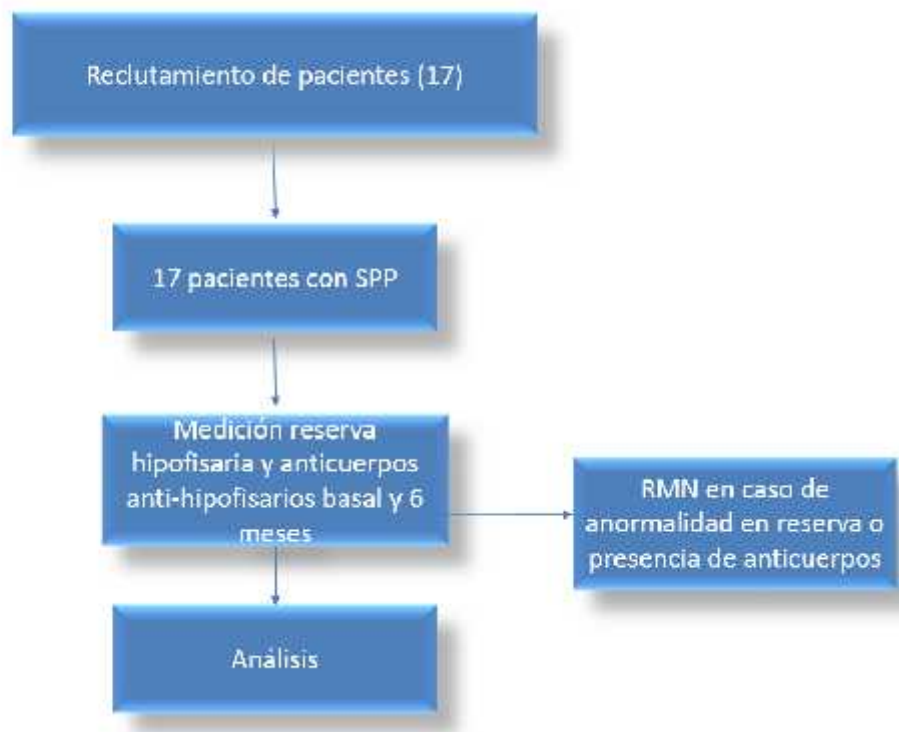 Reclutamiento de pacientes (17)
17 pacientes con SPP
Medición reserva
hipofisaria y anticuerpos
anti-hipofisarios basal y 6
meses
RMN en caso de
anormalidad en reserva o
presencia de anticuerpos
Análisis